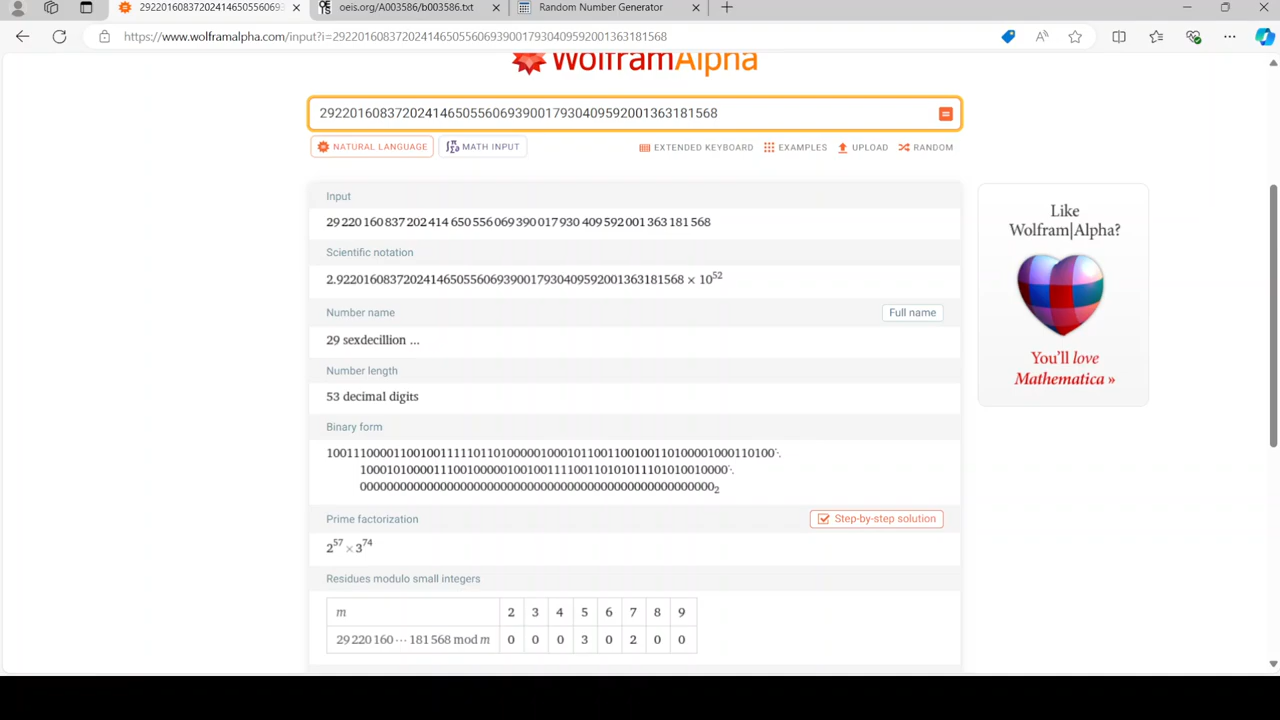 2922016083720241465055606939
oeis.org/A003586/b003586.txt
Random Number Generator
https://www.wolframalpha.com/input?i=29220160837202414650556069390017930409592001363181568
WolframAlpha
29220160837202414650556069390017930409592001363181568
NATURAL LANGUAGE
MATH INPUT
EXTENDED KEYBOARD
EXAMPLES
UPLOAD
RANDOM
Input
29 220 160 837 202 414 650 556 069 390 017 930 409 592 001 363 181 568
Scientific notation
2.9220160837202414650556069390017930409592001363181568 × 10^52
Number name
Full name
29 sexdecillion ...
Number length
53 decimal digits
Binary form
1001110000110010011111011010000010001011001100100110100001000110100⋱
1000101000011100100000100100111100110101011101010010000⋱
00000000000000000000000000000000000000000000000000000₂
Prime factorization
Step-by-step solution
2^57 × 3^74
Residues modulo small integers
m 2 3 4 5 6 7 8 9
29 220 160 ⋯ 181 568 mod m 0 0 0 3 0 2 0 0
Like
Wolfram|Alpha?
You'll love
Mathematica »